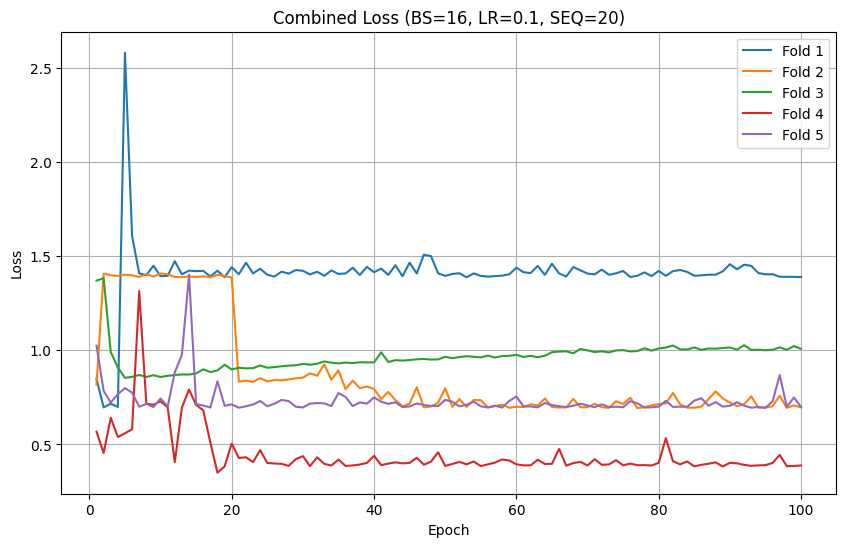 Combined Loss (BS=16, LR=0.1, SEQ=20)
Fold 1
Fold 2
Fold 3
Fold 4
Fold 5
2.5
2.0
1.5
1.0
0.5
Loss
0 20 40 60 80 100
Epoch